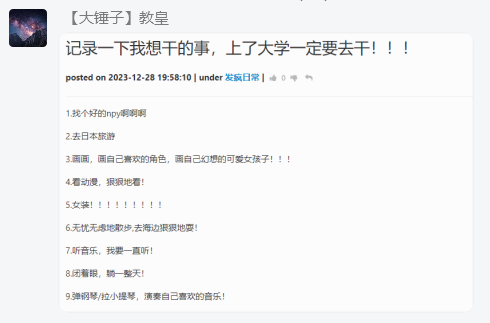 【大锤子】教皇
记录一下我想干的事，上了大学一定要去干！！！
posted on 2023-12-28 19:58:10 | under 发疯日常 | 0
1.找个好的npy啊啊啊
2.去日本旅游
3.画画，画自己喜欢的角色，画自己幻想的可爱女孩子！！！
4.看动漫，狠狠地看！
5.女装！！！！！！！！！
6.无忧无虑地散步,去海边狠狠地耍！
7.听音乐，我要一直听！
8.闭着眼，躺一整天！
9.弹钢琴/拉小提琴，演奏自己喜欢的音乐！